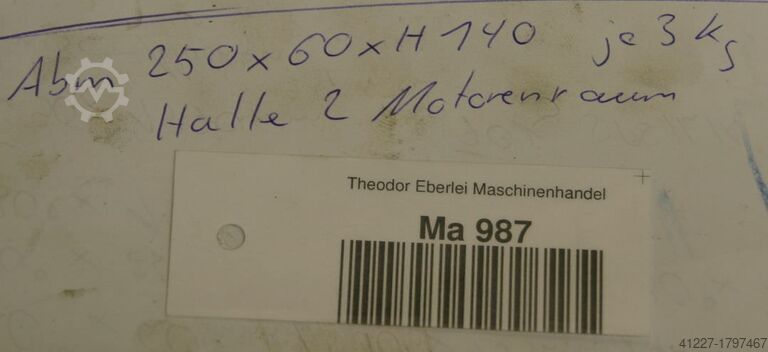 Abm 250 x 60 x H 140 je 3 kg
Halle 2 Motorenraum
Theodor Eberlei Maschinenhandel
Ma 987
41227-1797467